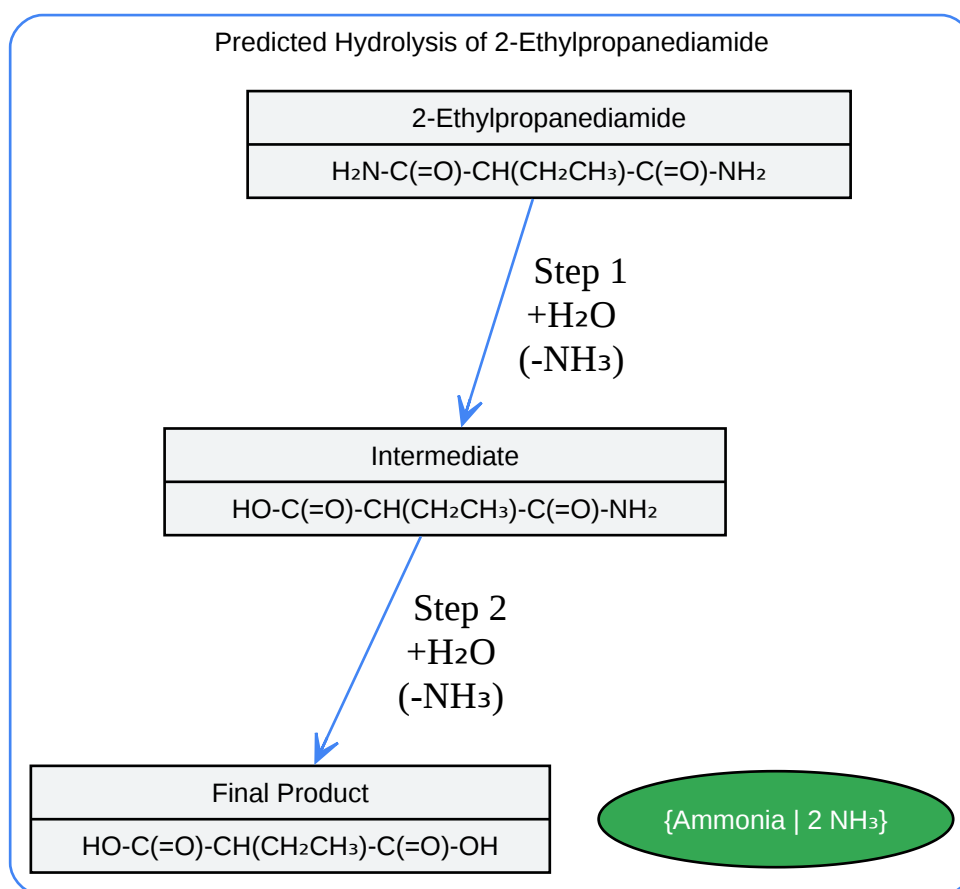 Predicted Hydrolysis of 2-Ethylpropanediamide
2-Ethylpropanediamide
H₂N-C(=O)-CH(CH₂CH₃)-C(=O)-NH₂
Step 1
+H₂O
(-NH₃)
Intermediate
HO-C(=O)-CH(CH₂CH₃)-C(=O)-NH₂
Step 2
+H₂O
(-NH₃)
Final Product
HO-C(=O)-CH(CH₂CH₃)-C(=O)-OH
{Ammonia | 2 NH₃}